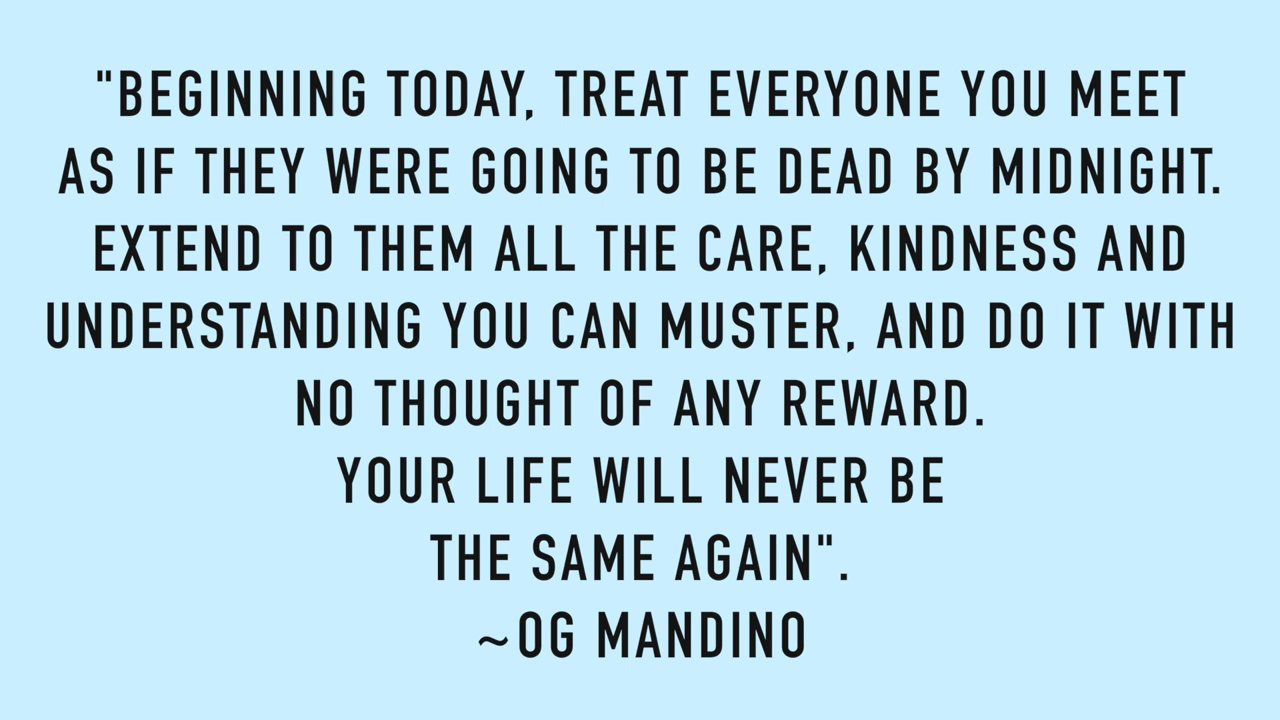 "BEGINNING TODAY, TREAT EVERYONE YOU MEET
AS IF THEY WERE GOING TO BE DEAD BY MIDNIGHT.
EXTEND TO THEM ALL THE CARE, KINDNESS AND
UNDERSTANDING YOU CAN MUSTER, AND DO IT WITH
NO THOUGHT OF ANY REWARD.
YOUR LIFE WILL NEVER BE
THE SAME AGAIN".
~OG MANDINO